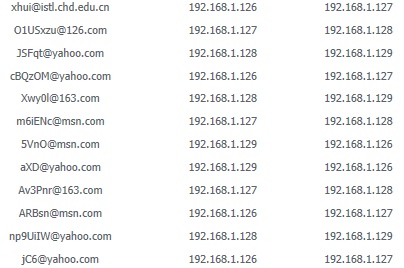 xhui@istl.chd.edu.cn 192.168.1.126 192.168.1.127
O1USxzu@126.com 192.168.1.127 192.168.1.128
JSFqt@yahoo.com 192.168.1.128 192.168.1.129
cBQzOM@yahoo.com 192.168.1.126 192.168.1.127
Xwy0l@163.com 192.168.1.128 192.168.1.129
m6iENc@msn.com 192.168.1.127 192.168.1.128
5VnO@msn.com 192.168.1.129 192.168.1.126
aXD@yahoo.com 192.168.1.129 192.168.1.126
Av3Pnr@163.com 192.168.1.127 192.168.1.128
ARBsn@msn.com 192.168.1.126 192.168.1.127
np9UiIW@yahoo.com 192.168.1.128 192.168.1.129
jC6@yahoo.com 192.168.1.126 192.168.1.127